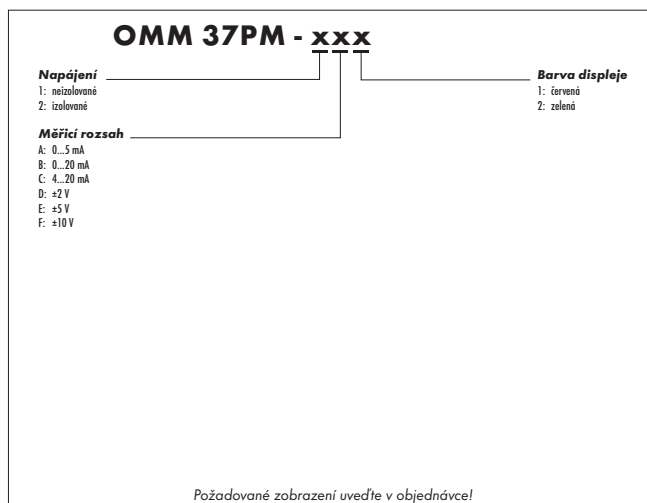 OMM 37PM - xxx
Napájení
1: neizolované
2: izolované
Měřicí rozsah
A: 0...5 mA
B: 0...20 mA
C: 4...20 mA
D: ±2 V
E: ±5 V
F: ±10 V
Barva displeje
1: červená
2: zelená
Požadované zobrazení uveďte v objednávce!